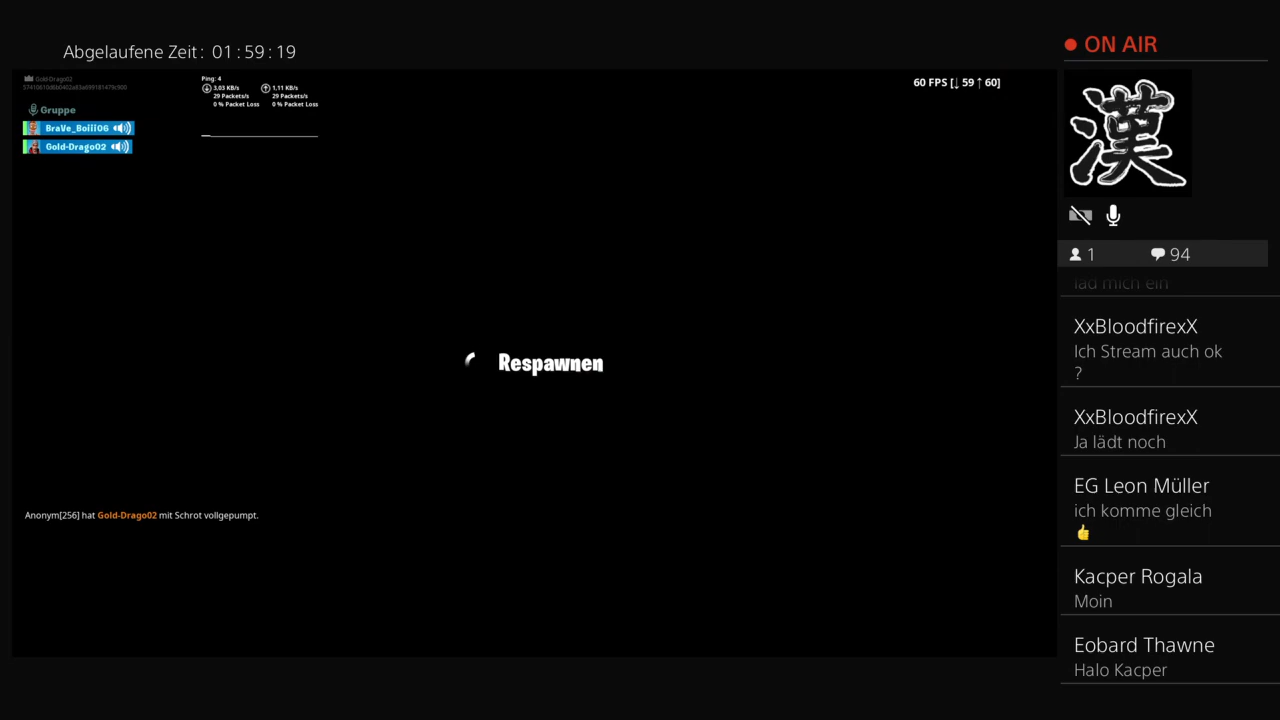 Abgelaufene Zeit: 01:59:19
ON AIR
Gold-Drago02
Ping: 4
3,03 KB/s 1,11 KB/s
29 Packets/s 29 Packets/s
0 % Packet Loss 0 % Packet Loss
60 FPS [↓ 59 ↑ 60]
Gruppe
BraVe_Boiii06
Gold-Drago02
漢
1 94
lad mich ein
XxBloodfirexX
Ich Stream auch ok
?
XxBloodfirexX
Ja lädt noch
EG Leon Müller
ich komme gleich
👍
Kacper Rogala
Moin
Eobard Thawne
Halo Kacper
Respawnen
Anonym[256] hat Gold-Drago02 mit Schrot vollgepumpt.